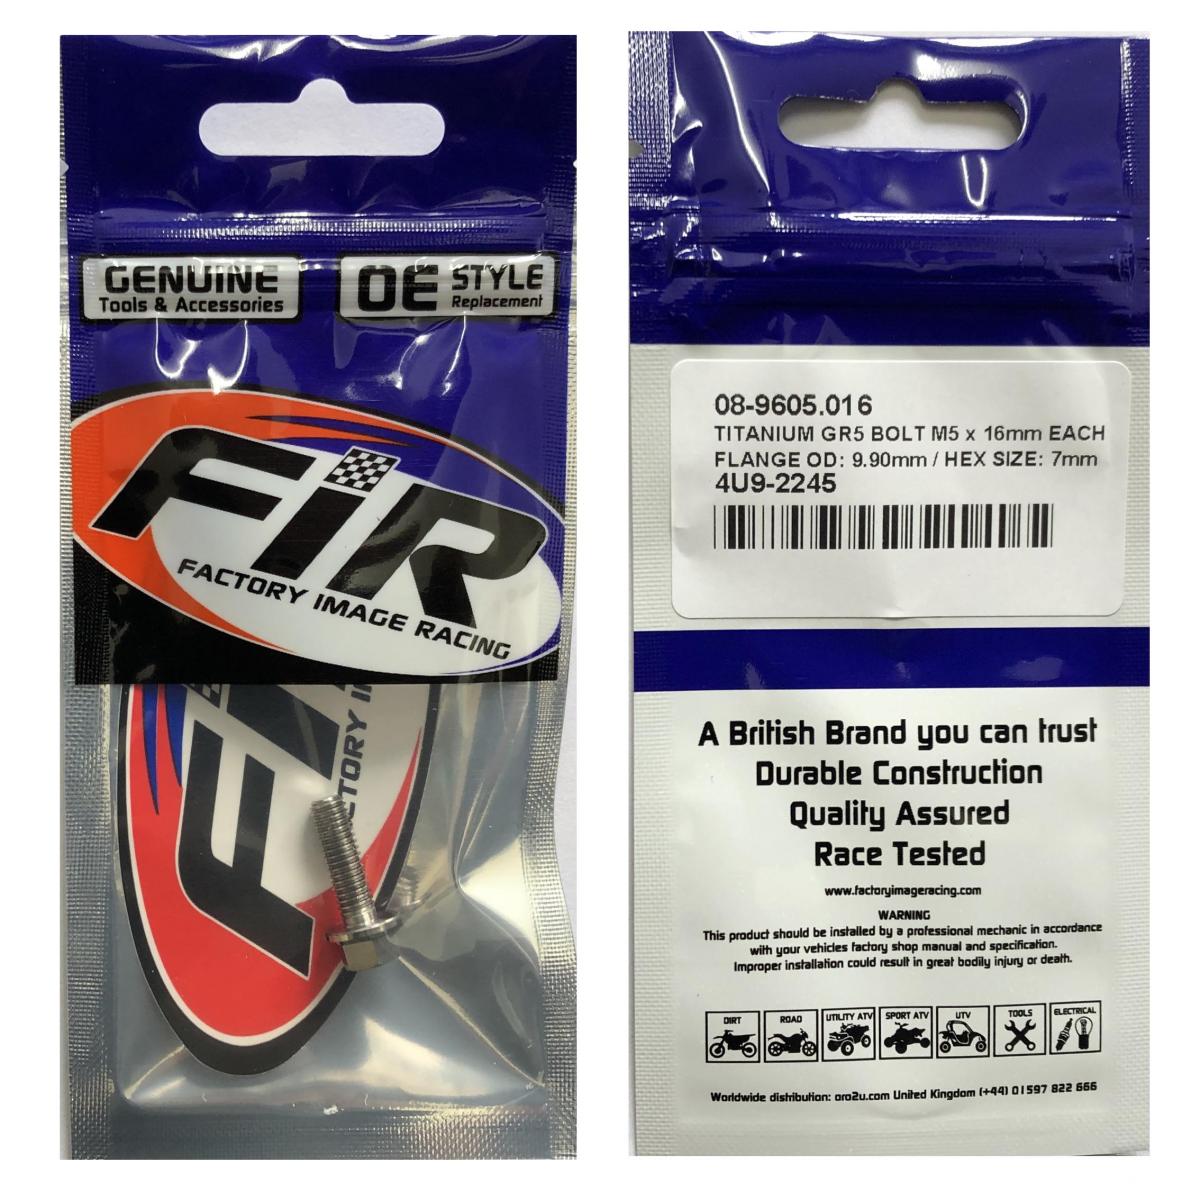 GENUINE
Tools & Accessories
OE STYLE
Replacement
FiR
FACTORY IMAGE RACING
FiR
TORY I
08-9605.016
TITANIUM GR5 BOLT M5 x 16mm EACH
FLANGE OD: 9.90mm / HEX SIZE: 7mm
4U9-2245
A British Brand you can trust
Durable Construction
Quality Assured
Race Tested
www.factoryimageracing.com
WARNING
This product should be installed by a professional mechanic in accordance
with your vehicles factory shop manual and specification.
Improper installation could result in great bodily injury or death.
DIRT ROAD UTILITY ATV SPORT ATV UTV TOOLS ELECTRICAL
Worldwide distribution: oro2u.com United Kingdom (+44) 01597 822 666